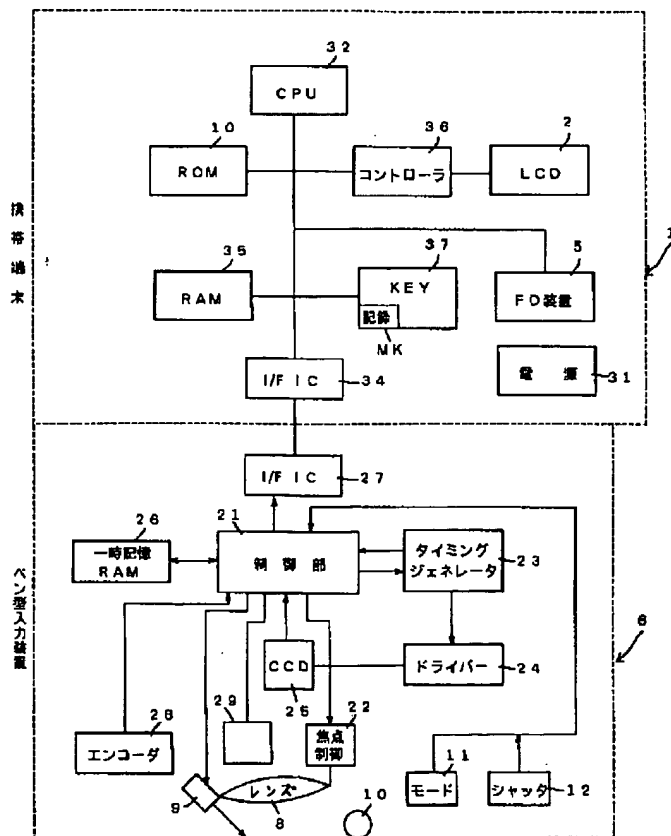 32
CPU
10
ROM
36
コントローラ
2
LCD
携帯端末
1
35
RAM
37
KEY
記録
MK
5
FD装置
I/F IC
34
電源
31
I/F IC
27
26
一時記憶
RAM
21
制御部
タイミング
ジェネレータ
23
ペン型入力装置
6
CCD
25
ドライバー
24
28
エンコーダ
29
22
焦点
制御
レンズ
8
9
10
11
モード
シャッタ
12